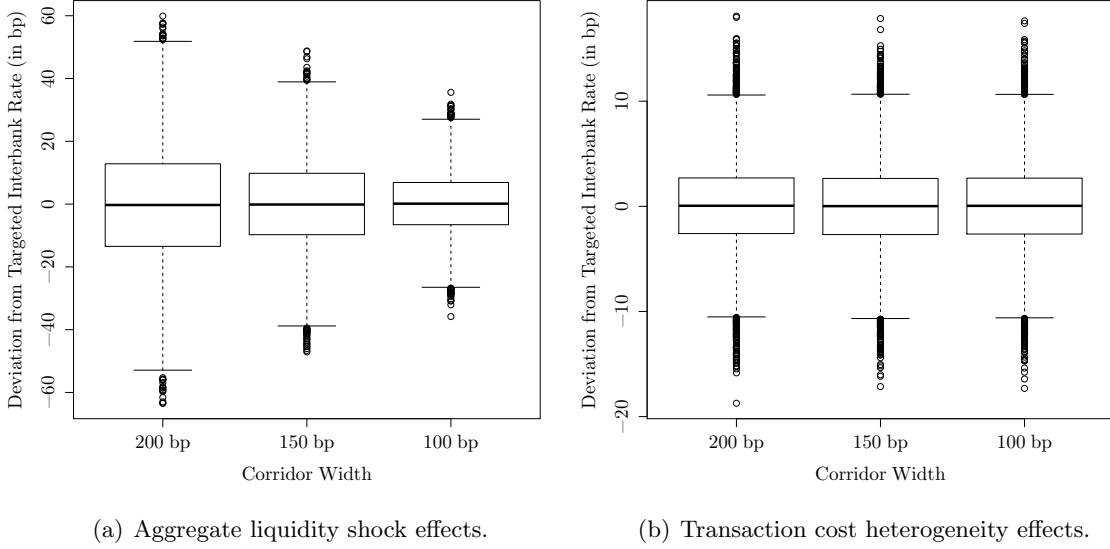 Deviation from Targeted Interbank Rate (in bp)
60
40
20
0
−20
−40
−60
200 bp
150 bp
100 bp
Corridor Width
(a) Aggregate liquidity shock effects.
Deviation from Targeted Interbank Rate (in bp)
10
0
−10
−20
200 bp
150 bp
100 bp
Corridor Width
(b) Transaction cost heterogeneity effects.